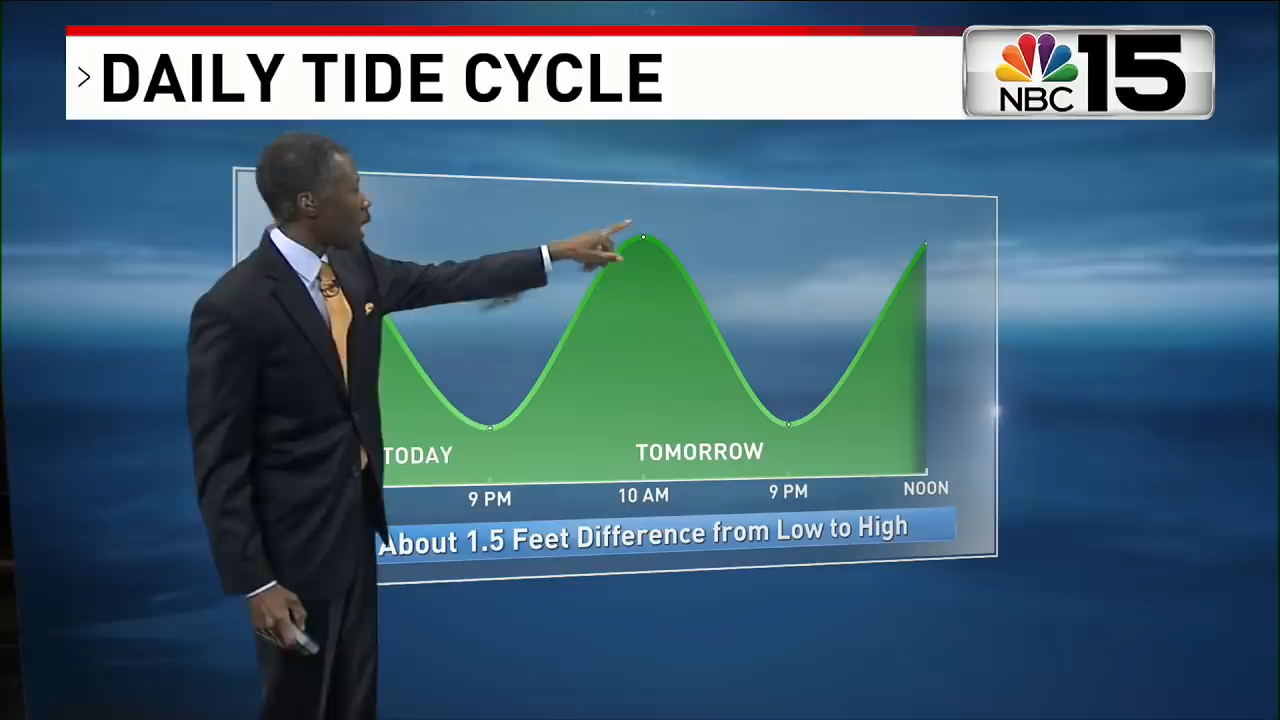 > DAILY TIDE CYCLE
NBC 15
TODAY
TOMORROW
9 PM
10 AM
9 PM
NOON
About 1.5 Feet Difference from Low to High